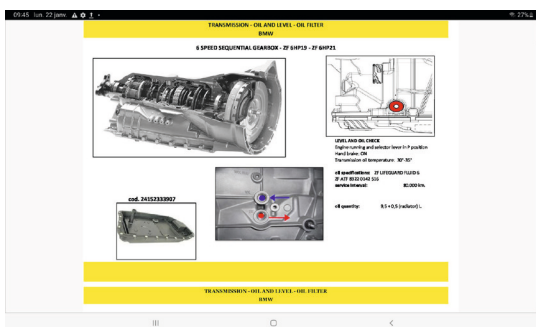 09:45 lun. 22 janv.
27%
TRANSMISSION - OIL AND LEVEL - OIL FILTER
BMW
6 SPEED SEQUENTIAL GEARBOX - ZF 6HP19 - ZF 6HP21
LEVEL AND OIL CHECK
Engine running and selector lever in P position
Hand brake: ON
Transmission oil temperature: 30°-35°
oil specifications: ZF LIFEGUARD FLUID 6
ZF ATF 8322 0142 516
service interval: 80.000 km.
oil quantity: 9,5 + 0,5 (radiator) L.
cod. 24152333907
TRANSMISSION - OIL AND LEVEL - OIL FILTER
BMW